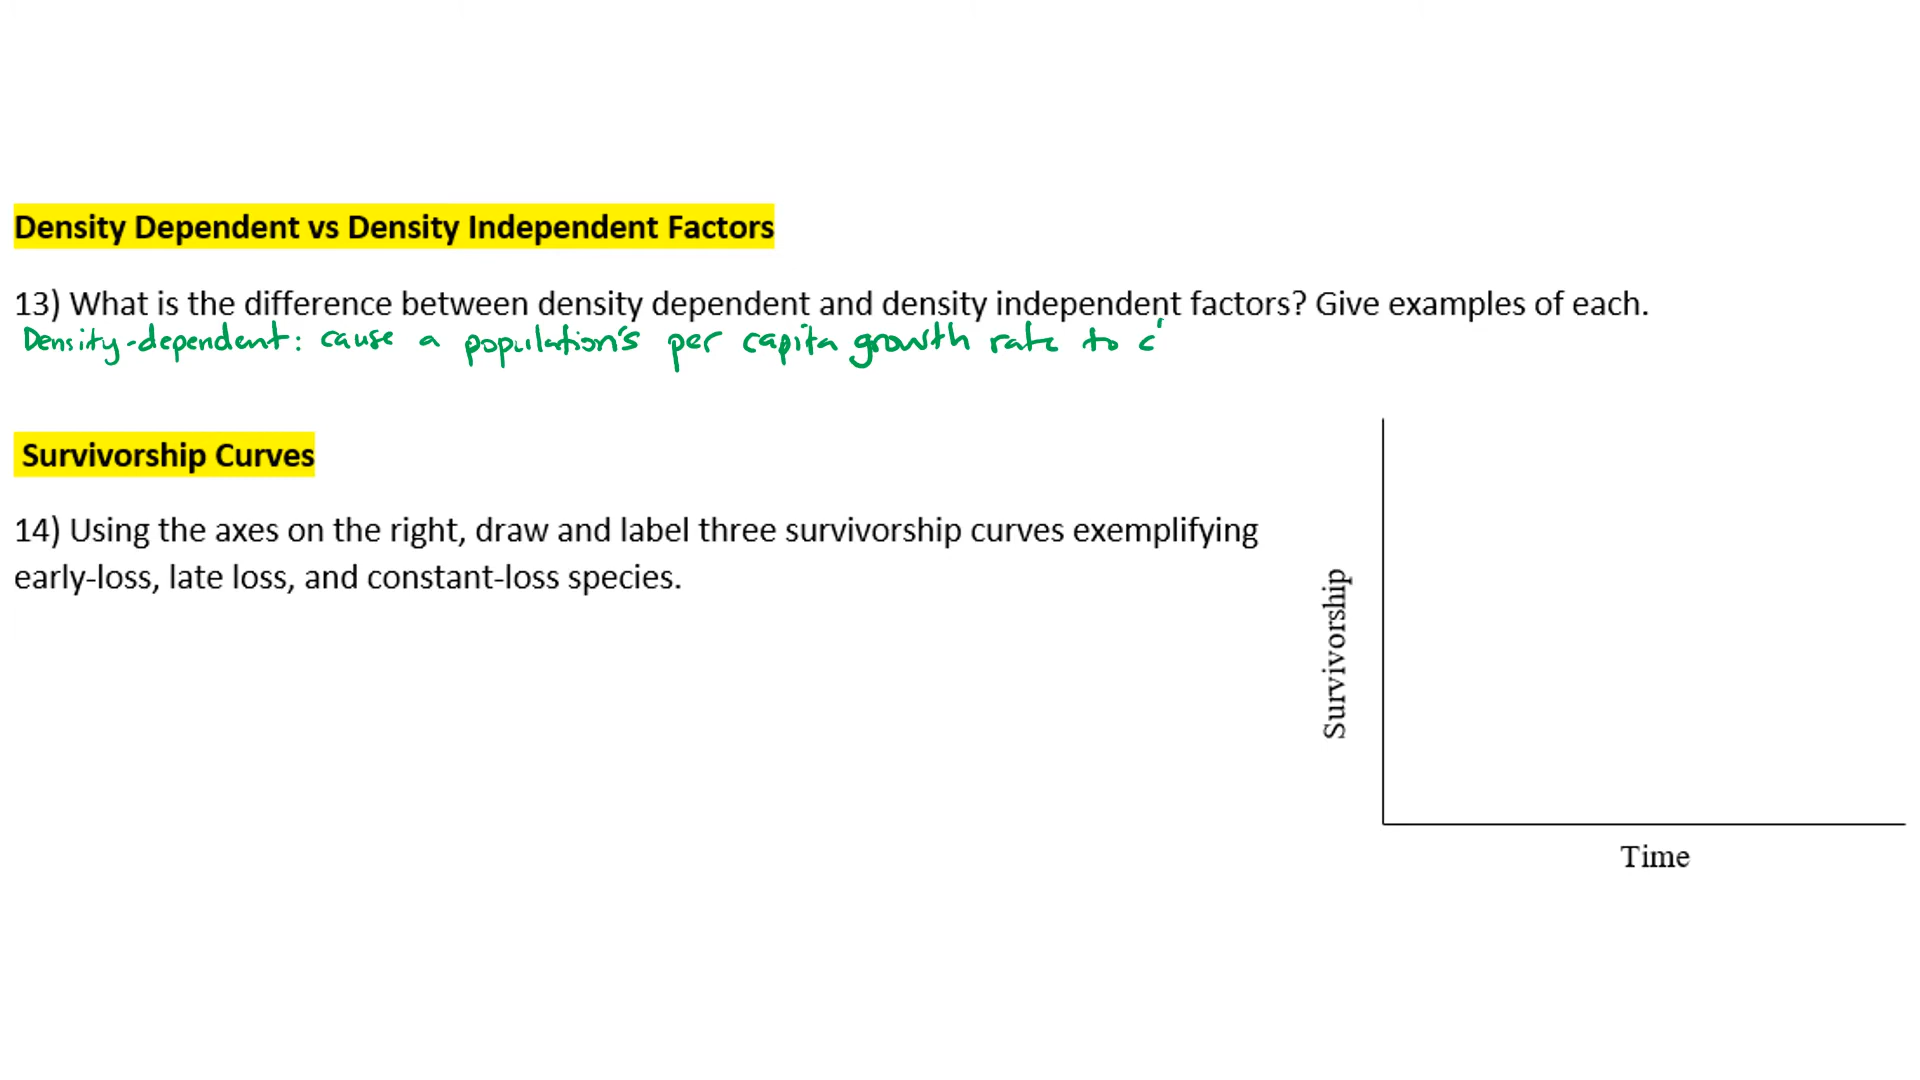 Density Dependent vs Density Independent Factors
13) What is the difference between density dependent and density independent factors? Give examples of each.
Density-dependent: cause a population's per capita growth rate to
Survivorship Curves
14) Using the axes on the right, draw and label three survivorship curves exemplifying
early-loss, late loss, and constant-loss species.
Survivorship
Time